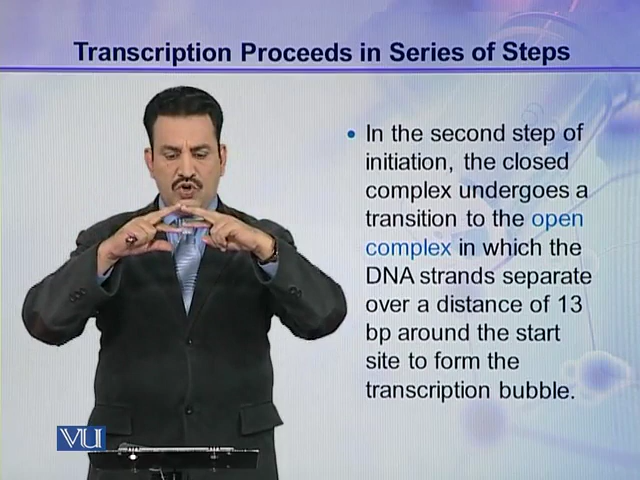 Transcription Proceeds in Series of Steps
• In the second step of
initiation, the closed
complex undergoes a
transition to the open
complex in which the
DNA strands separate
over a distance of 13
bp around the start
site to form the
transcription bubble.
VU